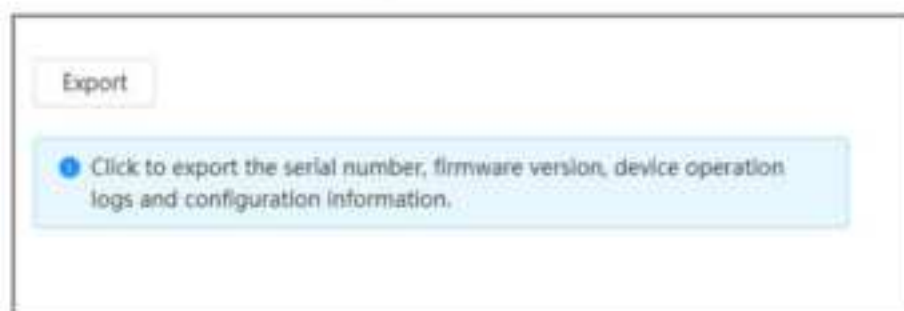 Export
Click to export the serial number, firmware version, device operation
logs and configuration information.